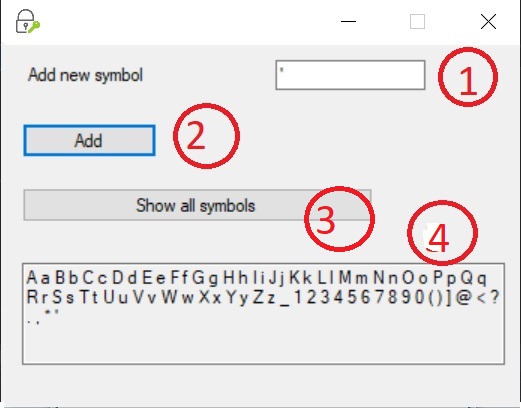 Add new symbol ' 1
Add 2
Show all symbols 3
4
A a B b C c D d E e F f G g H h I i J j K k L l M m N n O o P p Q q
R r S s T t U u V v W w X x Y y Z z _ 1 2 3 4 5 6 7 8 9 0 ( ) ] @ < ?
. , * '